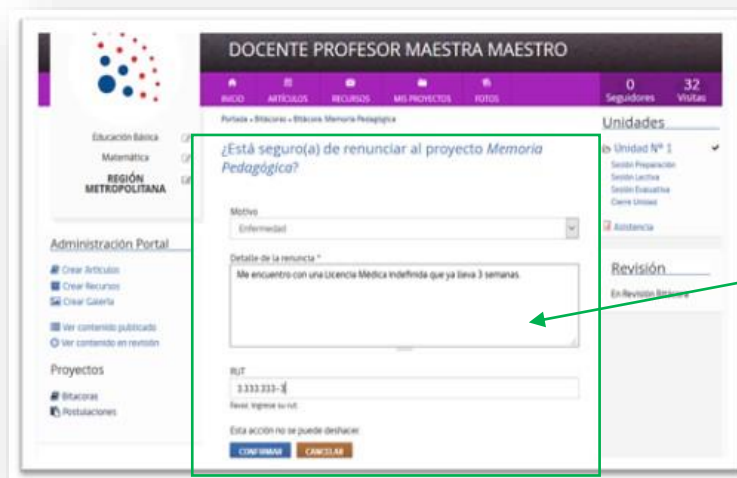 DOCENTE PROFESOR MAESTRA MAESTRO
INICIO ARTÍCULOS RECURSOS MIS PROYECTOS FOTOS
0 Seguidores
32 Visitas
Educación Básica
Matemática
REGIÓN
METROPOLITANA
Administración Portal
Crear Artículos
Crear Recursos
Crear Galería
Ver contenido publicado
Ver contenido en revisión
Proyectos
Bitacoras
Postulaciones
Portada » Bitácoras » Bitácora Memoria Pedagógica
¿Está seguro(a) de renunciar al proyecto Memoria
Pedagógica?
Motivo
Enfermedad
Detalle de la renuncia *
Me encuentro con una Licencia Médica indefinida que ya lleva 3 semanas.
RUT
3.333.333-3
Favor, ingrese su rut.
Esta acción no se puede deshacer.
CONFIRMAR CANCELAR
Unidades
Unidad N° 1
Sesión Preparación
Sesión Lectiva
Sesión Evaluativa
Cierre Unidad
Asistencia
Revisión
En Revisión Bitácora